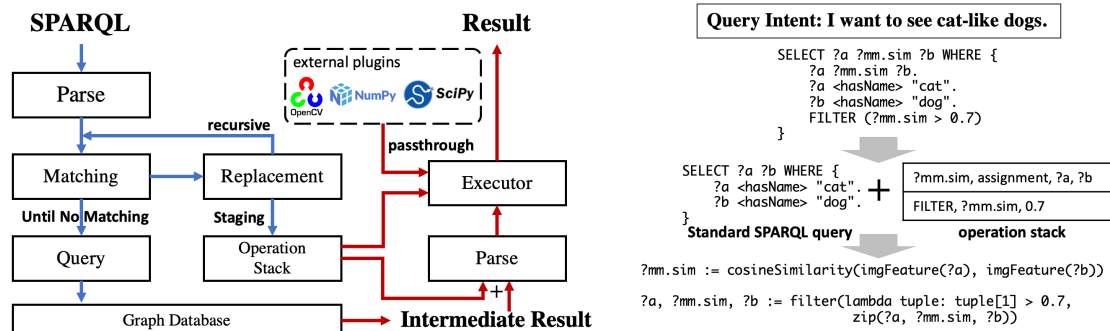 SPARQL
Parse
recursive
Matching
Replacement
Until No Matching
Staging
Query
Operation
Stack
Graph Database
Result
external plugins
OpenCV
NumPy
SciPy
passthrough
Executor
Parse
+
Intermediate Result
Query Intent: I want to see cat-like dogs.
SELECT ?a ?mm.sim ?b WHERE {
?a ?mm.sim ?b.
?a <hasName> "cat".
?b <hasName> "dog".
FILTER (?mm.sim > 0.7)
}
SELECT ?a ?b WHERE {
?a <hasName> "cat".
?b <hasName> "dog".
}
Standard SPARQL query
+
?mm.sim, assignment, ?a, ?b
FILTER, ?mm.sim, 0.7
operation stack
?mm.sim := cosineSimilarity(imgFeature(?a), imgFeature(?b))
?a, ?mm.sim, ?b := filter(lambda tuple: tuple[1] > 0.7,
zip(?a, ?mm.sim, ?b))